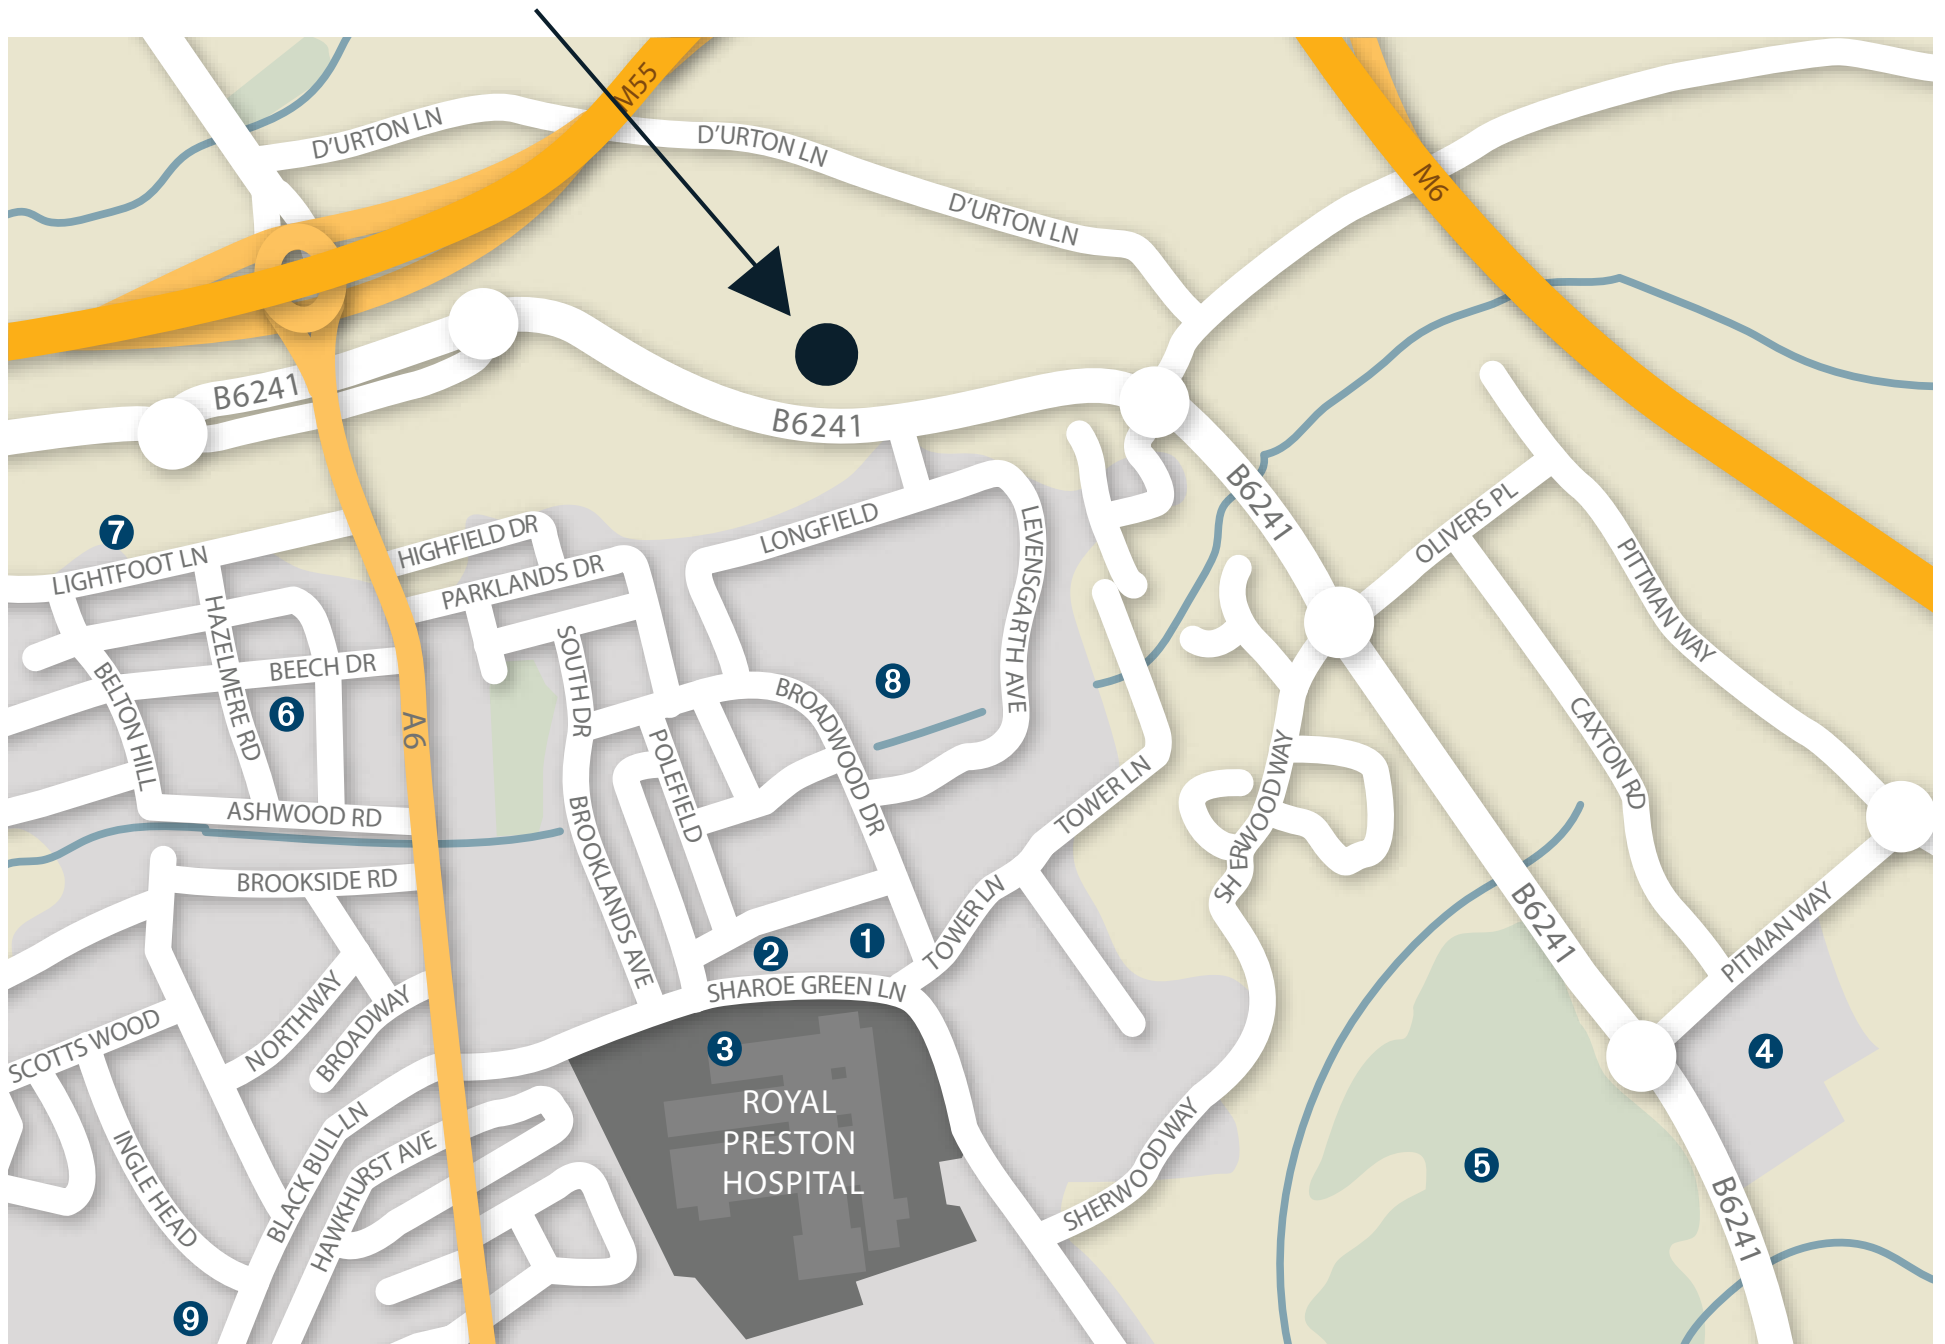 M55
D'URTON LN
D'URTON LN
D'URTON LN
M6
B6241
B6241
B6241
LONGFIELD
HIGHFIELD DR
PARKLANDS DR
OLIVERS PL
PITTMAN WAY
7
LIGHTFOOT LN
HAZELMERE RD
BEECH DR
BELTON HILL
6
A6
SOUTH DR
8
LEVENSGARTH AVE
BROADWOOD DR
POLEFIELD
BROOKLANDS AVE
ASHWOOD RD
BROOKSIDE RD
TOWER LN
SHERWOOD WAY
CAXTON RD
TOWER LN
1
2
SHAROE GREEN LN
B6241
PITMAN WAY
NORTHWAY
BROADWAY
SCOTTS WOOD
3
4
ROYAL
PRESTON
HOSPITAL
INGLE HEAD
BLACK BULL LN
HAWKHURST AVE
SHERWOOD WAY
5
B6241
9